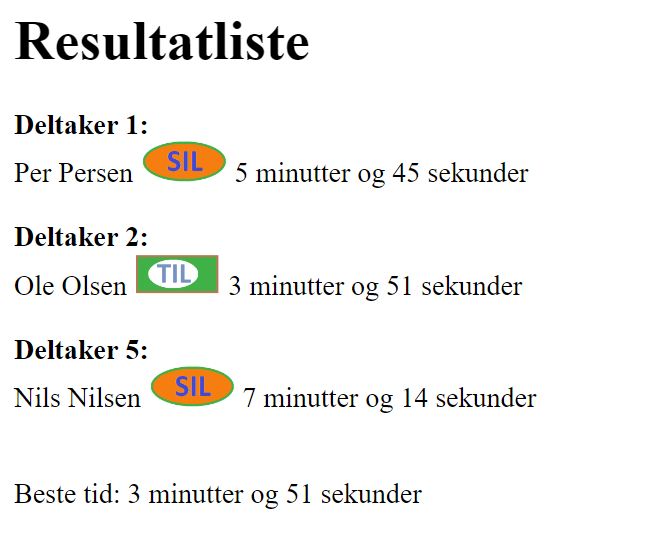 Resultatliste
Deltaker 1:
Per Persen SIL 5 minutter og 45 sekunder
Deltaker 2:
Ole Olsen TIL 3 minutter og 51 sekunder
Deltaker 5:
Nils Nilsen SIL 7 minutter og 14 sekunder
Beste tid: 3 minutter og 51 sekunder